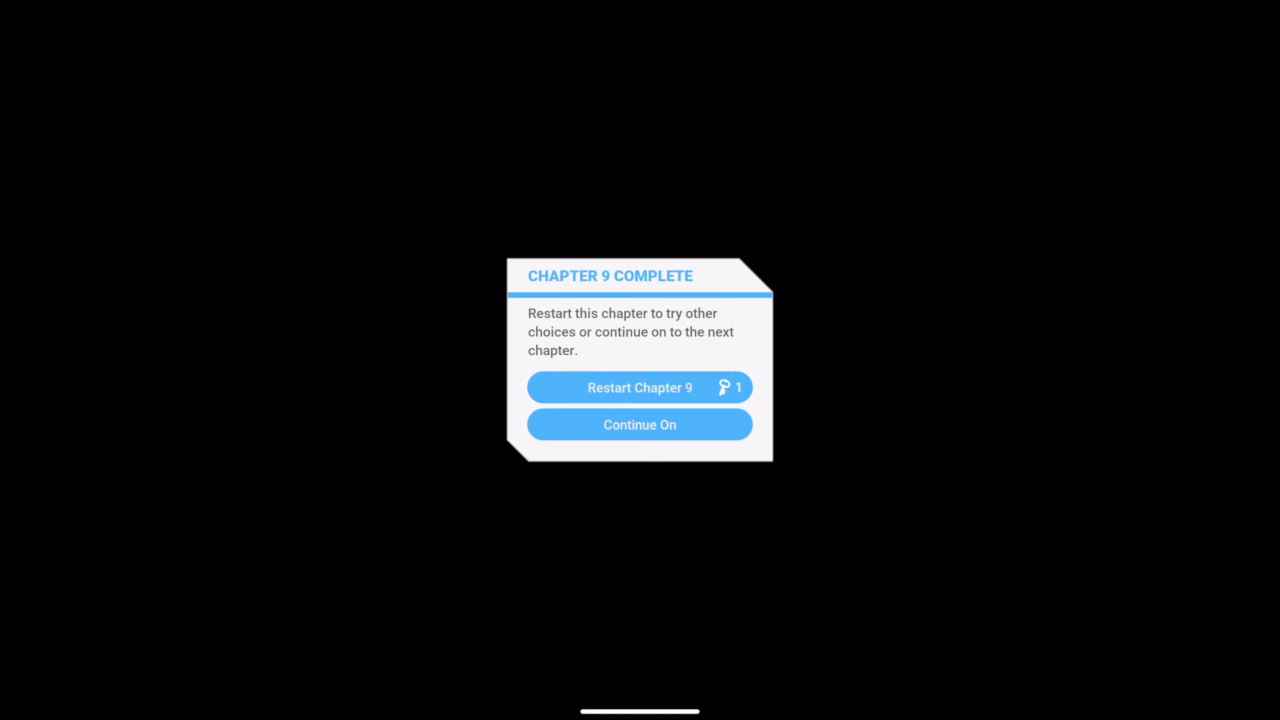 CHAPTER 9 COMPLETE
Restart this chapter to try other
choices or continue on to the next
chapter.
Restart Chapter 9 1
Continue On